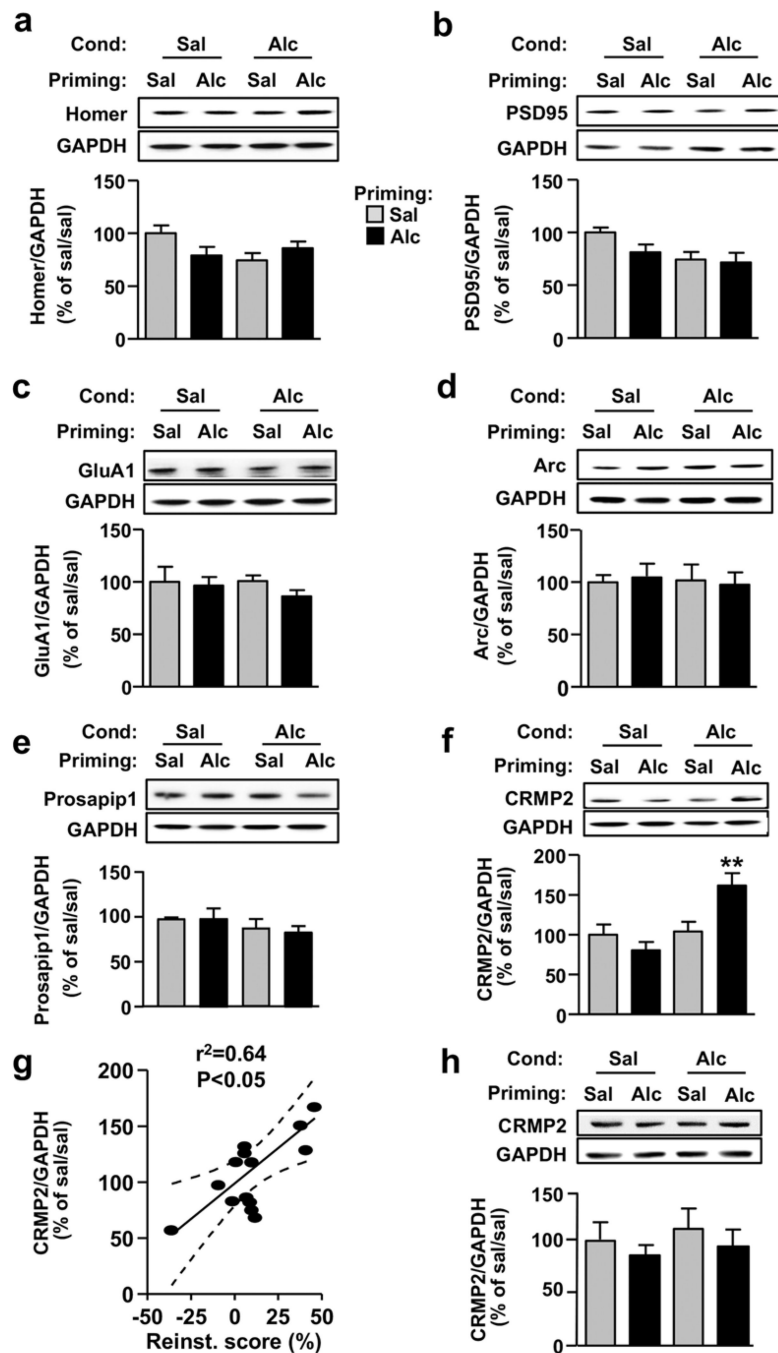 a
Cond: Sal Alc
Priming: Sal Alc Sal Alc
Homer
GAPDH
Homer/GAPDH
(% of sal/sal)
150
100
50
0
Priming:
Sal
Alc
b
Cond: Sal Alc
Priming: Sal Alc Sal Alc
PSD95
GAPDH
PSD95/GAPDH
(% of sal/sal)
150
100
50
0
c
Cond: Sal Alc
Priming: Sal Alc Sal Alc
GluA1
GAPDH
GluA1/GAPDH
(% of sal/sal)
150
100
50
0
d
Cond: Sal Alc
Priming: Sal Alc Sal Alc
Arc
GAPDH
Arc/GAPDH
(% of sal/sal)
150
100
50
0
e
Cond: Sal Alc
Priming: Sal Alc Sal Alc
Prosapip1
GAPDH
Prosapip1/GAPDH
(% of sal/sal)
150
100
50
0
f
Cond: Sal Alc
Priming: Sal Alc Sal Alc
CRMP2
GAPDH
CRMP2/GAPDH
(% of sal/sal)
200
150
100
50
0
**
g
r²=0.64
P<0.05
CRMP2/GAPDH
(% of sal/sal)
200
150
100
50
0
-50 -25 0 25 50
Reinst. score (%)
h
Cond: Sal Alc
Priming: Sal Alc Sal Alc
CRMP2
GAPDH
CRMP2/GAPDH
(% of sal/sal)
150
100
50
0